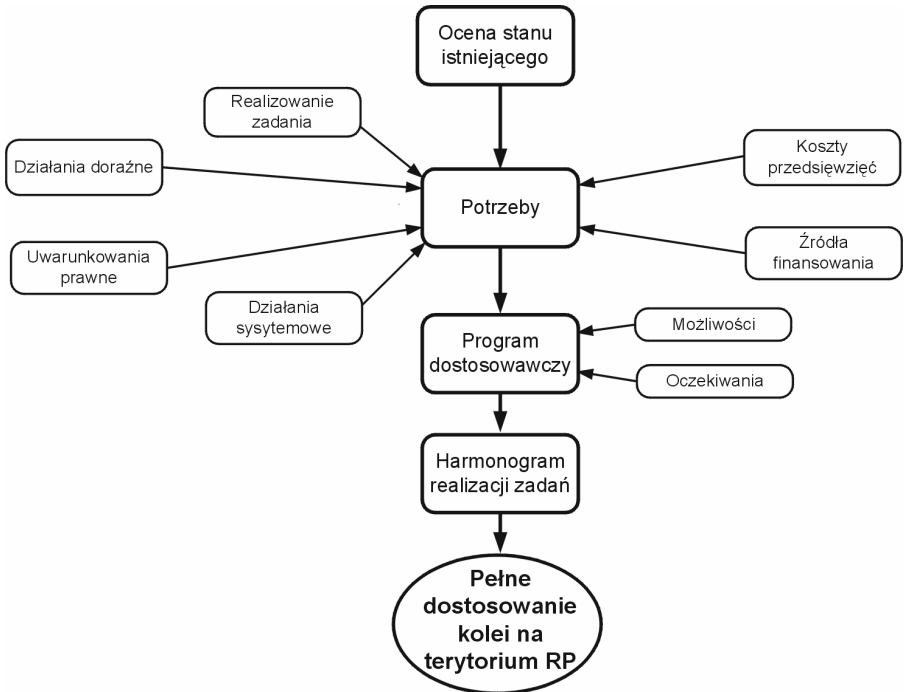 Ocena stanu
istniejącego
Realizowanie
zadania
Działania doraźne
Koszty
przedsięwzięć
Potrzeby
Uwarunkowania
prawne
Źródła
finansowania
Działania
sysytemowe
Program
dostosowawczy
Możliwości
Oczekiwania
Harmonogram
realizacji zadań
Pełne
dostosowanie
kolei na
terytorium RP